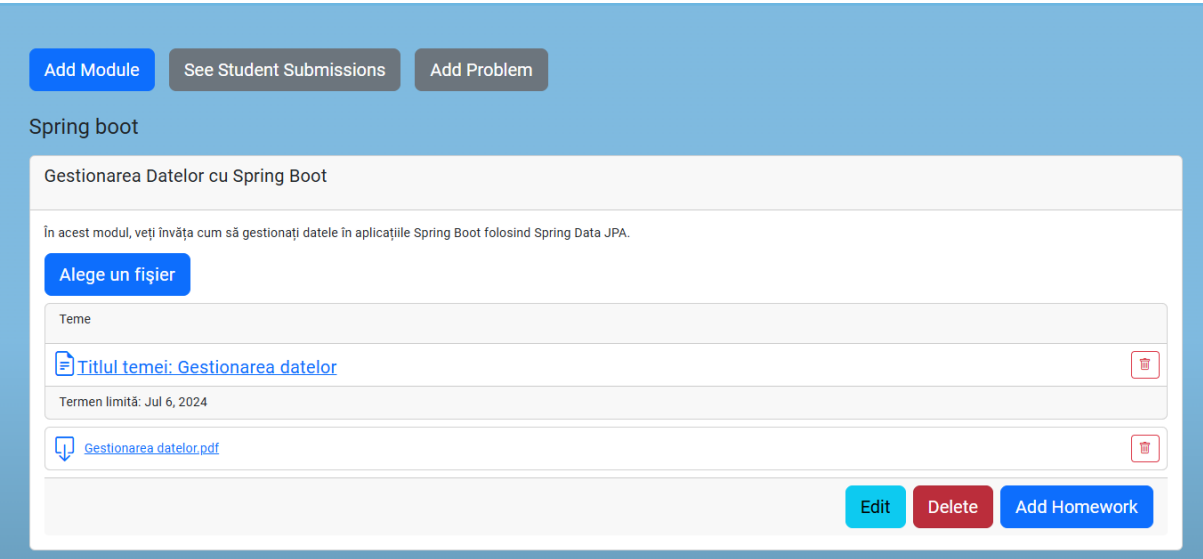 Add Module See Student Submissions Add Problem
Spring boot
Gestionarea Datelor cu Spring Boot
În acest modul, veți învăța cum să gestionați datele în aplicațiile Spring Boot folosind Spring Data JPA.
Alege un fișier
Teme
Titlul temei: Gestionarea datelor
Termen limită: Jul 6, 2024
Gestionarea datelor.pdf
Edit Delete Add Homework